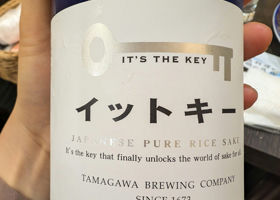 IT'S THE KEY
イットキー
JAPANESE PURE RICE SAKE
It's the key that finally unlocks the world of sake for all.
TAMAGAWA BREWING COMPANY
SINCE 1673